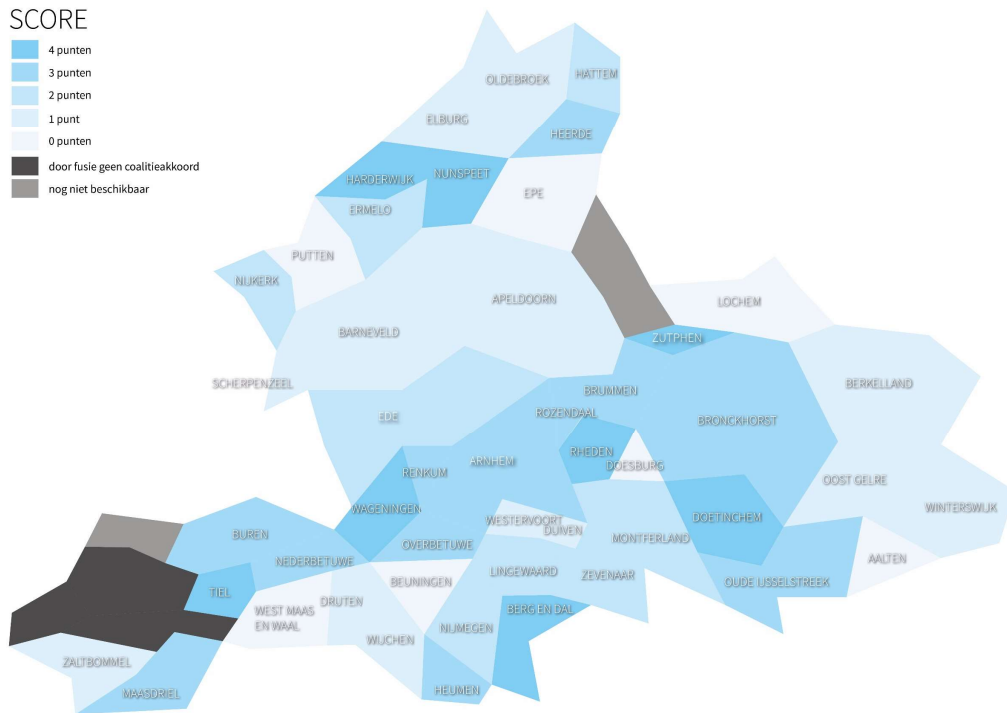 SCORE
4 punten
3 punten
2 punten
1 punt
0 punten
door fusie geen coalitieakkoord
nog niet beschikbaar
OLDEBROEK
HATTEM
ELBURG
HEERDE
HARDERWIJK
NUNSPEET
EPE
ERMELO
PUTTEN
NIJKERK
APELDOORN
LOCHEM
BARNEVELD
ZUTPHEN
SCHERPENZEEL
BRUMMEN
BERKELLAND
EDE
ROZENDAAL
BRONCKHORST
RHEDEN
ARNHEM
DOESBURG
RENKUM
OOST GELRE
WAGENINGEN
WINTERSWIJK
WESTERVOORT
DOETINCHEM
DUIVEN
BUREN
MONTFERLAND
OVERBETUWE
NEDERBETUWE
AALTEN
LINGEWAARD
ZEVENAAR
BEUNINGEN
OUDE IJSSELSTREEK
TIEL
DRUTEN
BERG EN DAL
WEST MAAS
EN WAAL
NIJMEGEN
WIJCHEN
ZALTBOMMEL
HEUMEN
MAASDRIEL